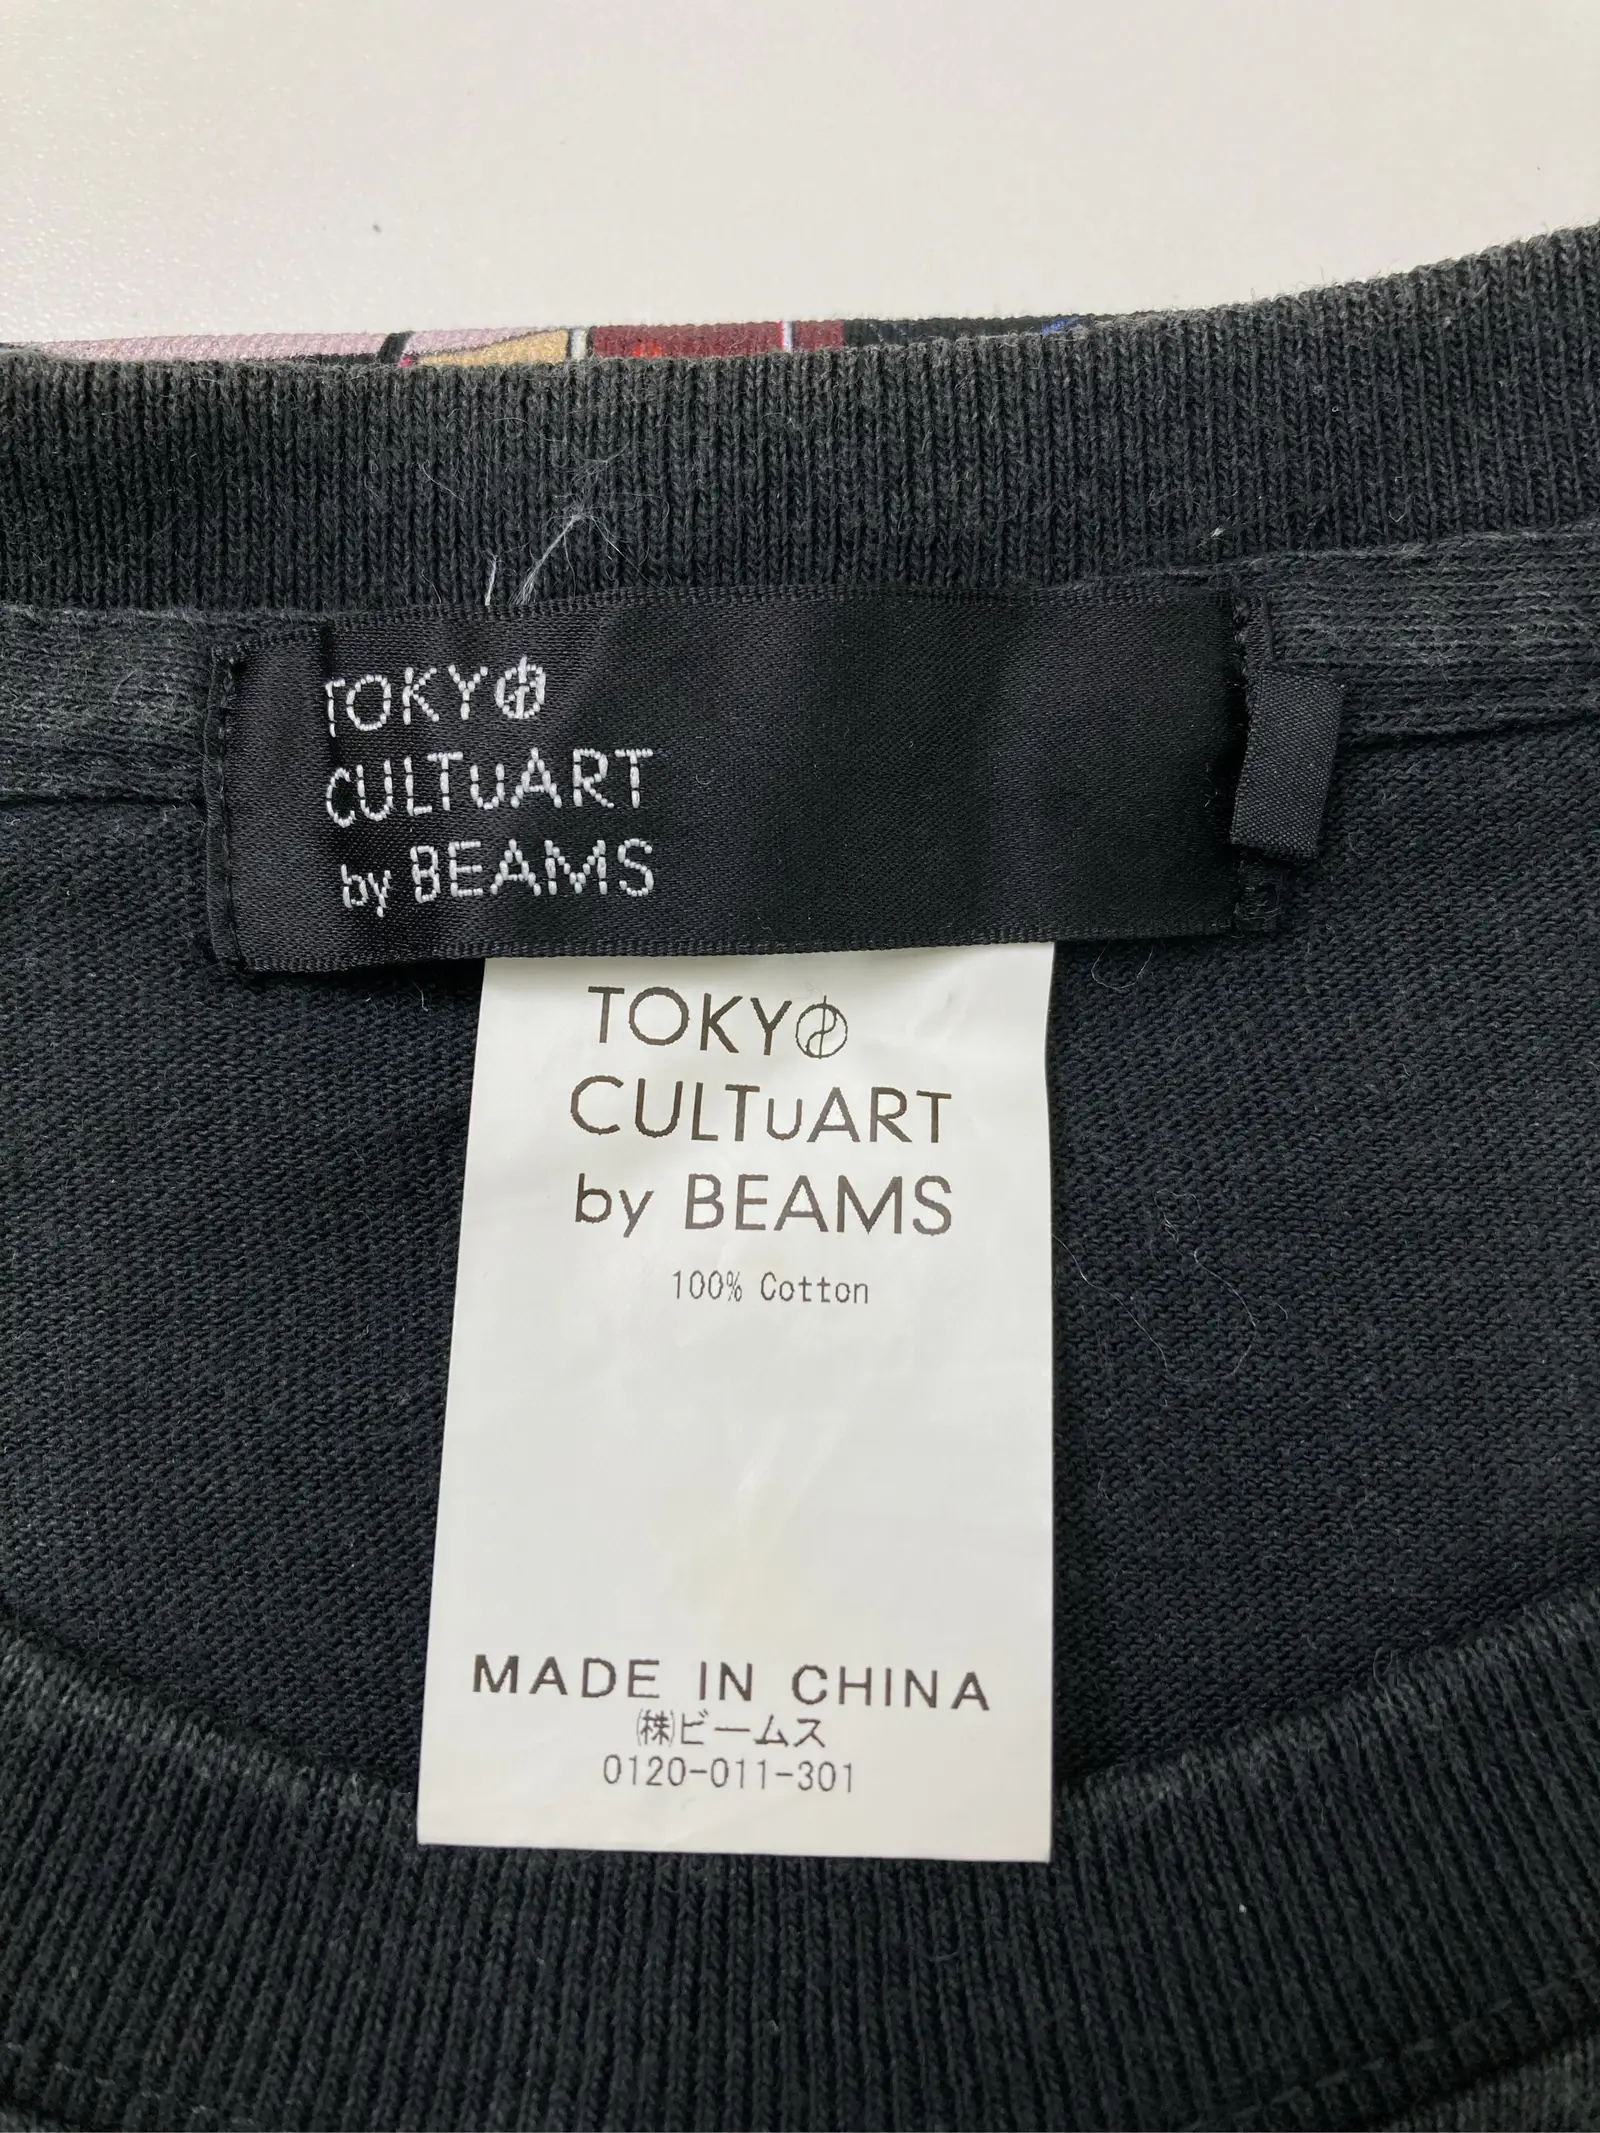 TOKYO
CULTuART
by BEAMS
TOKYO
CULTuART
by BEAMS
100% Cotton
MADE IN CHINA
㈱ビームス
0120-011-301